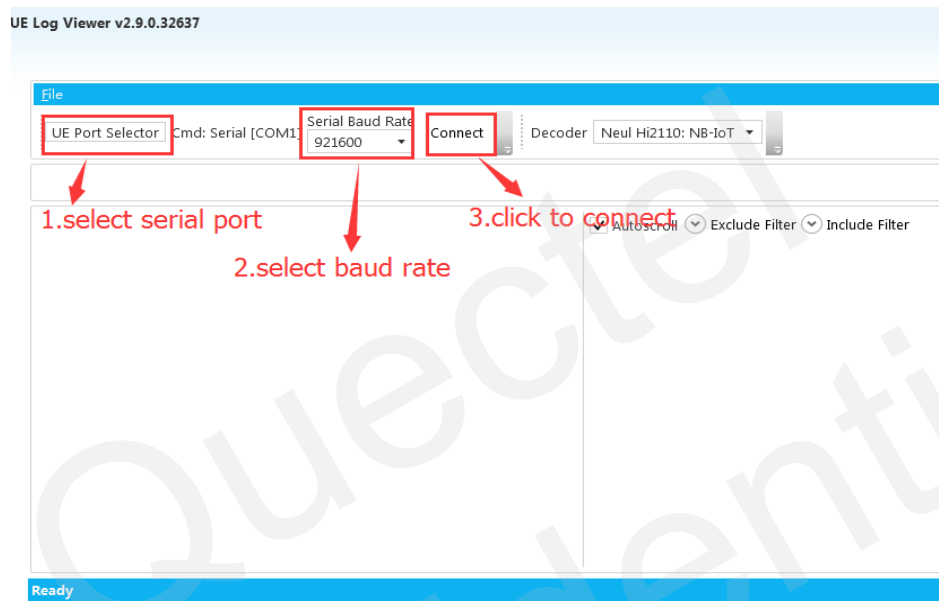 UE Log Viewer v2.9.0.32637
File
UE Port Selector Cmd: Serial [COM1] Serial Baud Rate
921600 Connect Decoder Neul Hi2110: NB-IoT
1.select serial port
3.click to connect
Autoscroll Exclude Filter Include Filter
2.select baud rate
Quectel
Ready